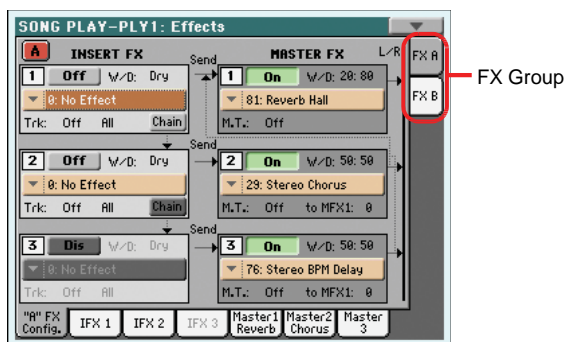 SONG PLAY-PLY1: Effects
A INSERT FX Send MASTER FX L/R FX A
1 Off W/D: Dry 1 On W/D: 20:80
0: No Effect 81: Reverb Hall FX B
Trk: Off All Chain M.T.: Off
Send
2 Off W/D: Dry 2 On W/D: 50:50
0: No Effect 29: Stereo Chorus
Trk: Off All Chain M.T.: Off to MFX1: 0
Send
3 Dis W/D: Dry 3 On W/D: 50:50
0: No Effect 76: Stereo BPM Delay
Trk: Off All M.T.: Off to MFX1: 0
"A" FX Config. IFX 1 IFX 2 IFX 3 Master1 Reverb Master2 Chorus Master 3
FX Group